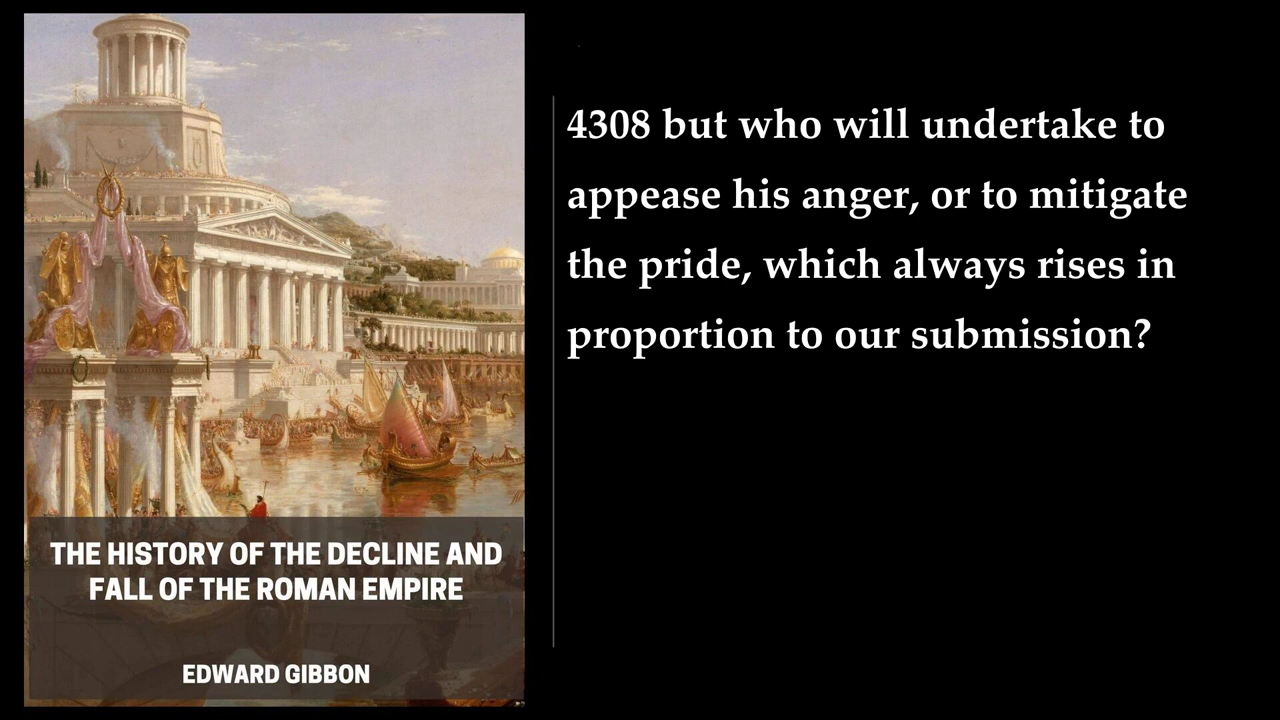 4308 but who will undertake to
appease his anger, or to mitigate
the pride, which always rises in
proportion to our submission?
THE HISTORY OF THE DECLINE AND
FALL OF THE ROMAN EMPIRE
EDWARD GIBBON